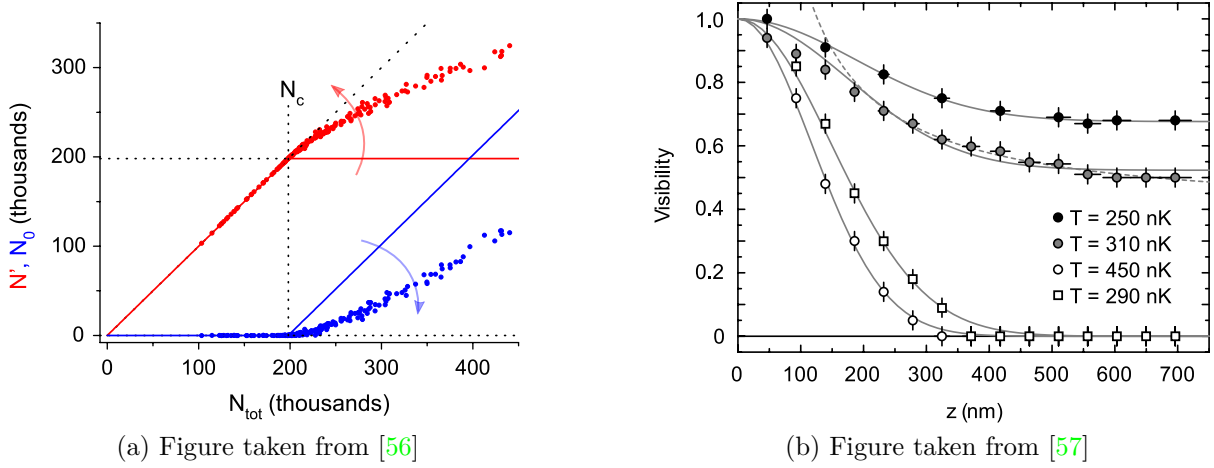 N', N₀ (thousands)
300
200
100
0
N_c
0 100 200 300 400
N_tot (thousands)
(a) Figure taken from [56]
Visibility
1.0
0.8
0.6
0.4
0.2
0
T = 250 nK
T = 310 nK
T = 450 nK
T = 290 nK
0 100 200 300 400 500 600 700
z (nm)
(b) Figure taken from [57]